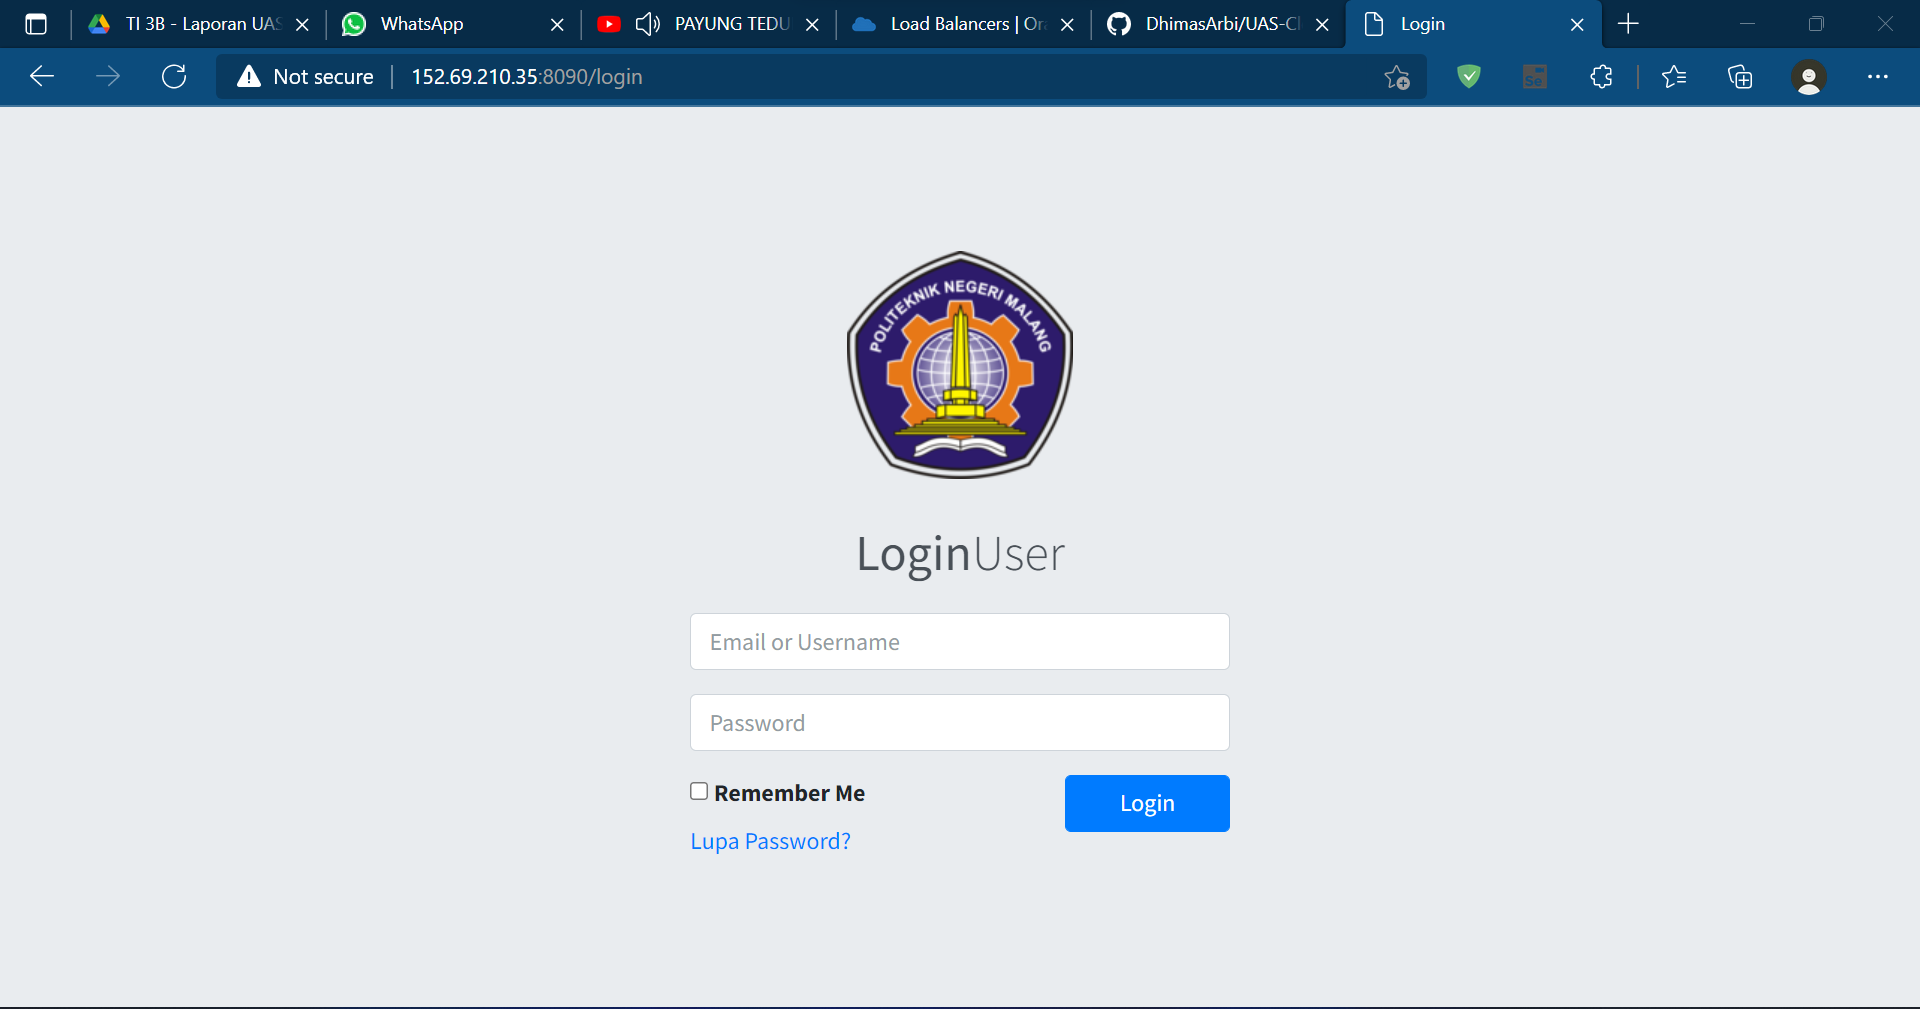 TI 3B - Laporan UAS
WhatsApp
PAYUNG TEDU
Load Balancers | Or
DhimasArbi/UAS-Cl
Login
Not secure
152.69.210.35:8090/login
POLITEKNIK NEGERI MALANG
LoginUser
Email or Username
Password
Remember Me
Login
Lupa Password?